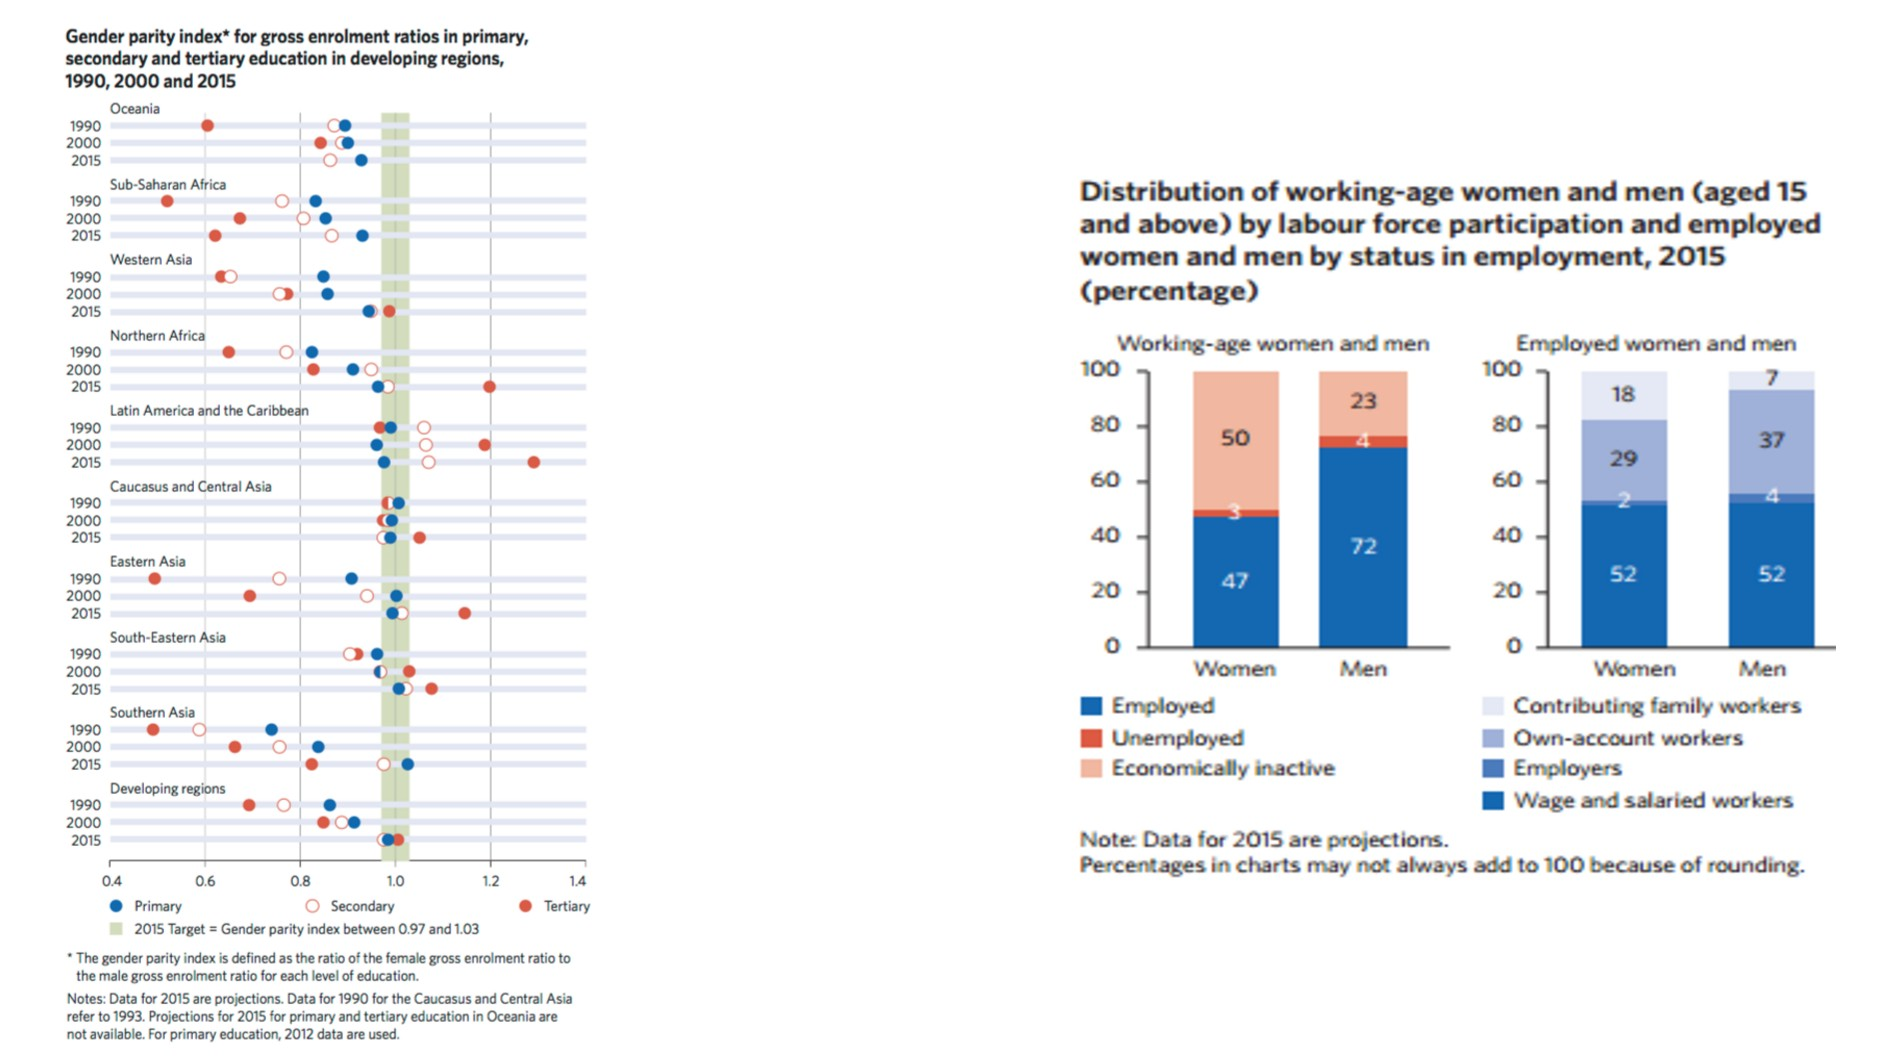 Gender parity index* for gross enrolment ratios in primary,
secondary and tertiary education in developing regions,
1990, 2000 and 2015
Oceania
1990
2000
2015
Sub-Saharan Africa
1990
2000
2015
Western Asia
1990
2000
2015
Northern Africa
1990
2000
2015
Latin America and the Caribbean
1990
2000
2015
Caucasus and Central Asia
1990
2000
2015
Eastern Asia
1990
2000
2015
South-Eastern Asia
1990
2000
2015
Southern Asia
1990
2000
2015
Developing regions
1990
2000
2015
0.4 0.6 0.8 1.0 1.2 1.4
Primary Secondary Tertiary
2015 Target = Gender parity index between 0.97 and 1.03
* The gender parity index is defined as the ratio of the female gross enrolment ratio to
the male gross enrolment ratio for each level of education.
Notes: Data for 2015 are projections. Data for 1990 for the Caucasus and Central Asia
refer to 1993. Projections for 2015 for primary and tertiary education in Oceania are
not available. For primary education, 2012 data are used.
Distribution of working-age women and men (aged 15
and above) by labour force participation and employed
women and men by status in employment, 2015
(percentage)
Working-age women and men
100
80
60
40
20
0
50
3
47
23
4
72
Women Men
Employed
Unemployed
Economically inactive
Employed women and men
100
80
60
40
20
0
18
29
2
52
7
37
4
52
Women Men
Contributing family workers
Own-account workers
Employers
Wage and salaried workers
Note: Data for 2015 are projections.
Percentages in charts may not always add to 100 because of rounding.